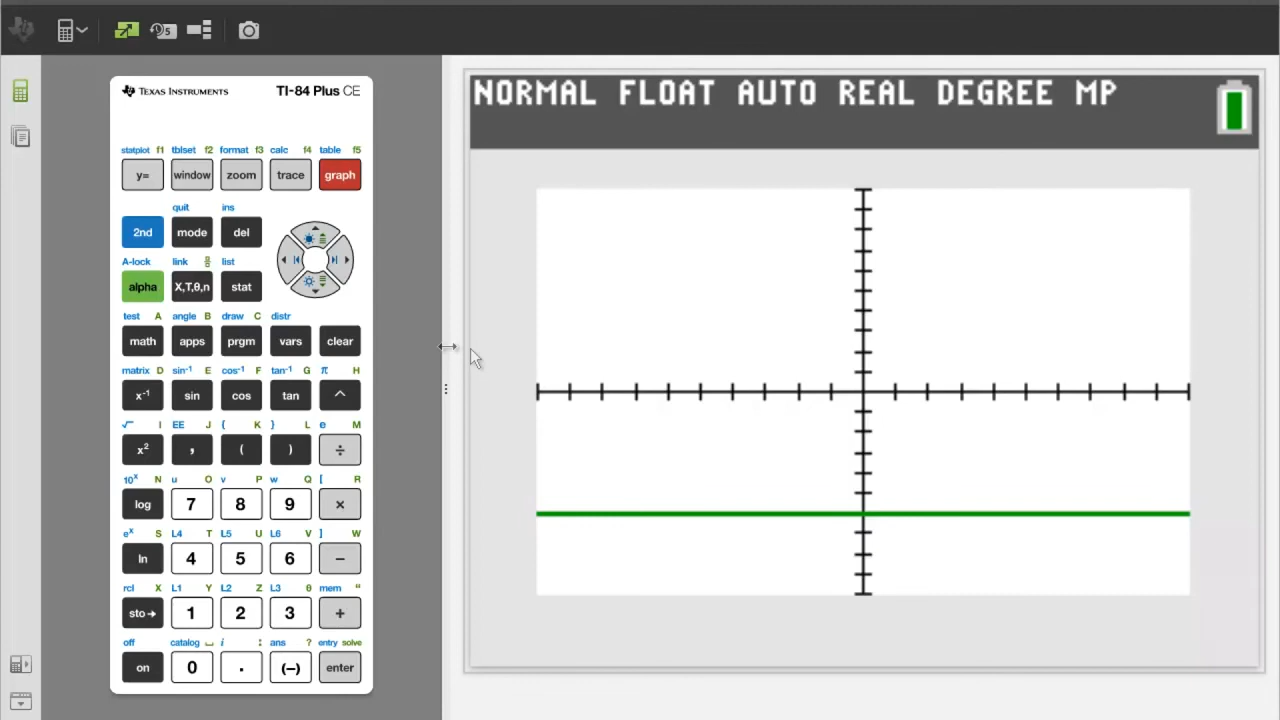 NORMAL FLOAT AUTO REAL DEGREE MP
TEXAS INSTRUMENTS TI-84 Plus CE
statplot f1 tblset f2 format f3 calc f4 table f5
y= window zoom trace graph
quit ins
2nd mode del
A-lock link list
alpha X,T,θ,n stat
test A angle B draw C distr
math apps prgm vars clear
matrix D sin⁻¹ E cos⁻¹ F tan⁻¹ G π H
x⁻¹ sin cos tan ^
√ I EE J { K } L e M
x² , ( ) ÷
10ˣ N u O v P w Q [ R
log 7 8 9 ×
eˣ S L4 T L5 U L6 V ] W
ln 4 5 6 −
rcl X L1 Y L2 Z L3 θ mem "
sto→ 1 2 3 +
off catalog ⎵ i : ans ? entry solve
on 0 . (−) enter